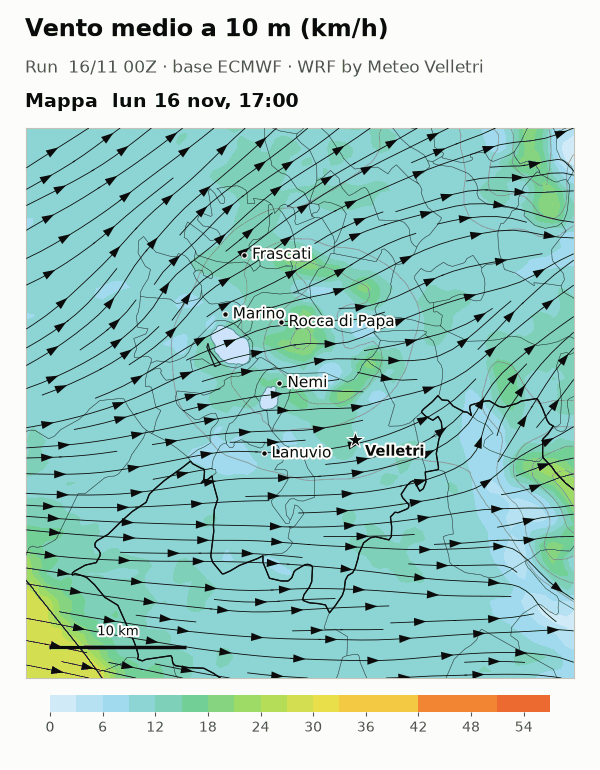 Vento medio a 10 m (km/h)
Run 16/11 00Z · base ECMWF · WRF by Meteo Velletri
Mappa lun 16 nov, 17:00
Frascati
Marino
Rocca di Papa
Nemi
Velletri
Lanuvio
10 km
0 6 12 18 24 30 36 42 48 54